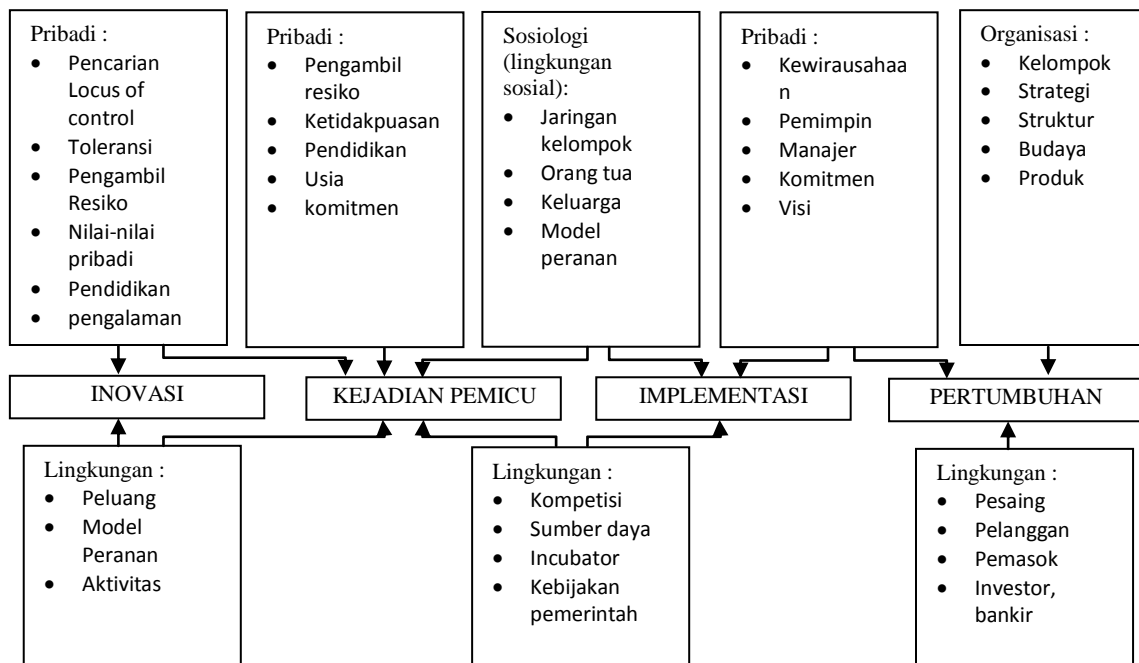 Pribadi :
• Pencarian
Locus of
control
• Toleransi
• Pengambil
Resiko
• Nilai-nilai
pribadi
• Pendidikan
• pengalaman
Pribadi :
• Pengambil
resiko
• Ketidakpuasan
• Pendidikan
• Usia
• komitmen
Sosiologi
(lingkungan
sosial):
• Jaringan
kelompok
• Orang tua
• Keluarga
• Model
peranan
Pribadi :
• Kewirausahaa
n
• Pemimpin
• Manajer
• Komitmen
• Visi
Organisasi :
• Kelompok
• Strategi
• Struktur
• Budaya
• Produk
INOVASI
KEJADIAN PEMICU
IMPLEMENTASI
PERTUMBUHAN
Lingkungan :
• Peluang
• Model
Peranan
• Aktivitas
Lingkungan :
• Kompetisi
• Sumber daya
• Incubator
• Kebijakan
pemerintah
Lingkungan :
• Pesaing
• Pelanggan
• Pemasok
• Investor,
bankir